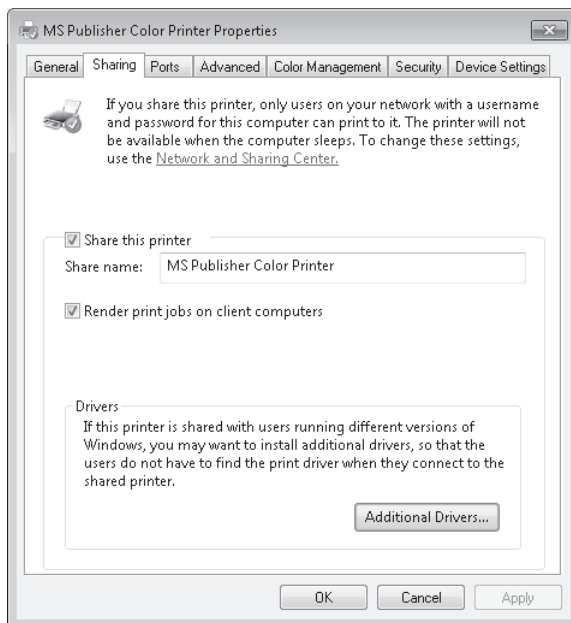 MS Publisher Color Printer Properties
General Sharing Ports Advanced Color Management Security Device Settings
If you share this printer, only users on your network with a username
and password for this computer can print to it. The printer will not
be available when the computer sleeps. To change these settings,
use the Network and Sharing Center.
Share this printer
Share name: MS Publisher Color Printer
Render print jobs on client computers
Drivers
If this printer is shared with users running different versions of
Windows, you may want to install additional drivers, so that the
users do not have to find the print driver when they connect to the
shared printer.
Additional Drivers...
OK Cancel Apply